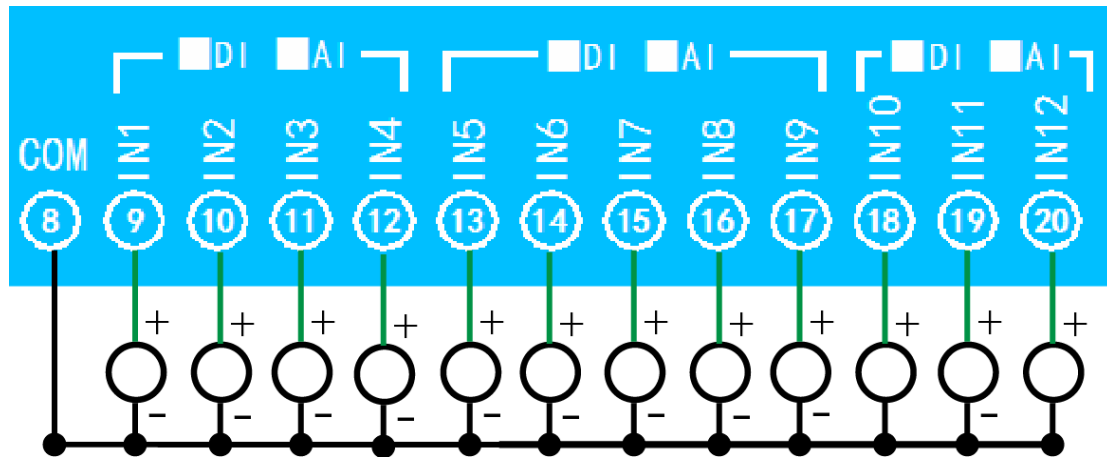 DI AI DI AI DI AI
COM IN1 IN2 IN3 IN4 IN5 IN6 IN7 IN8 IN9 IN10 IN11 IN12
8 9 10 11 12 13 14 15 16 17 18 19 20
+ + + + + + + + + + + +
- - - - - - - - - - -